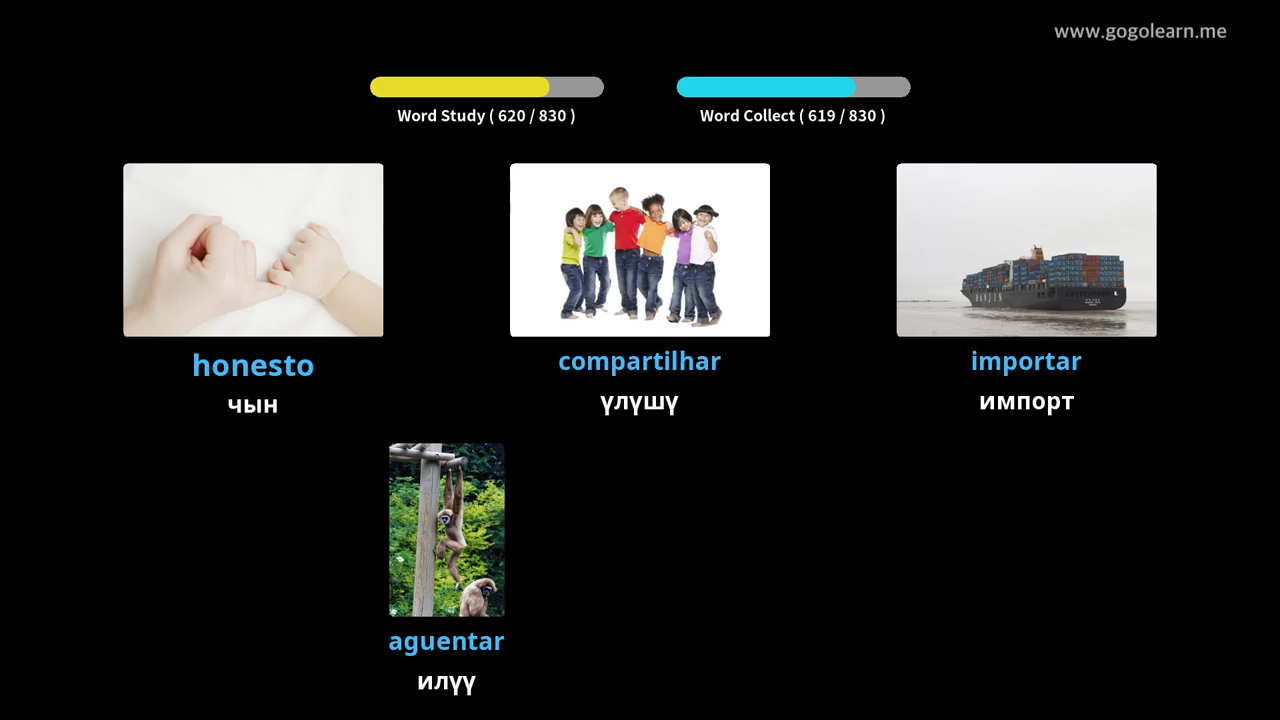 www.gogolearn.me
Word Study ( 620 / 830 )
Word Collect ( 619 / 830 )
HANJIN
honesto
чын
compartilhar
үлүшү
importar
импорт
aguentar
илүү